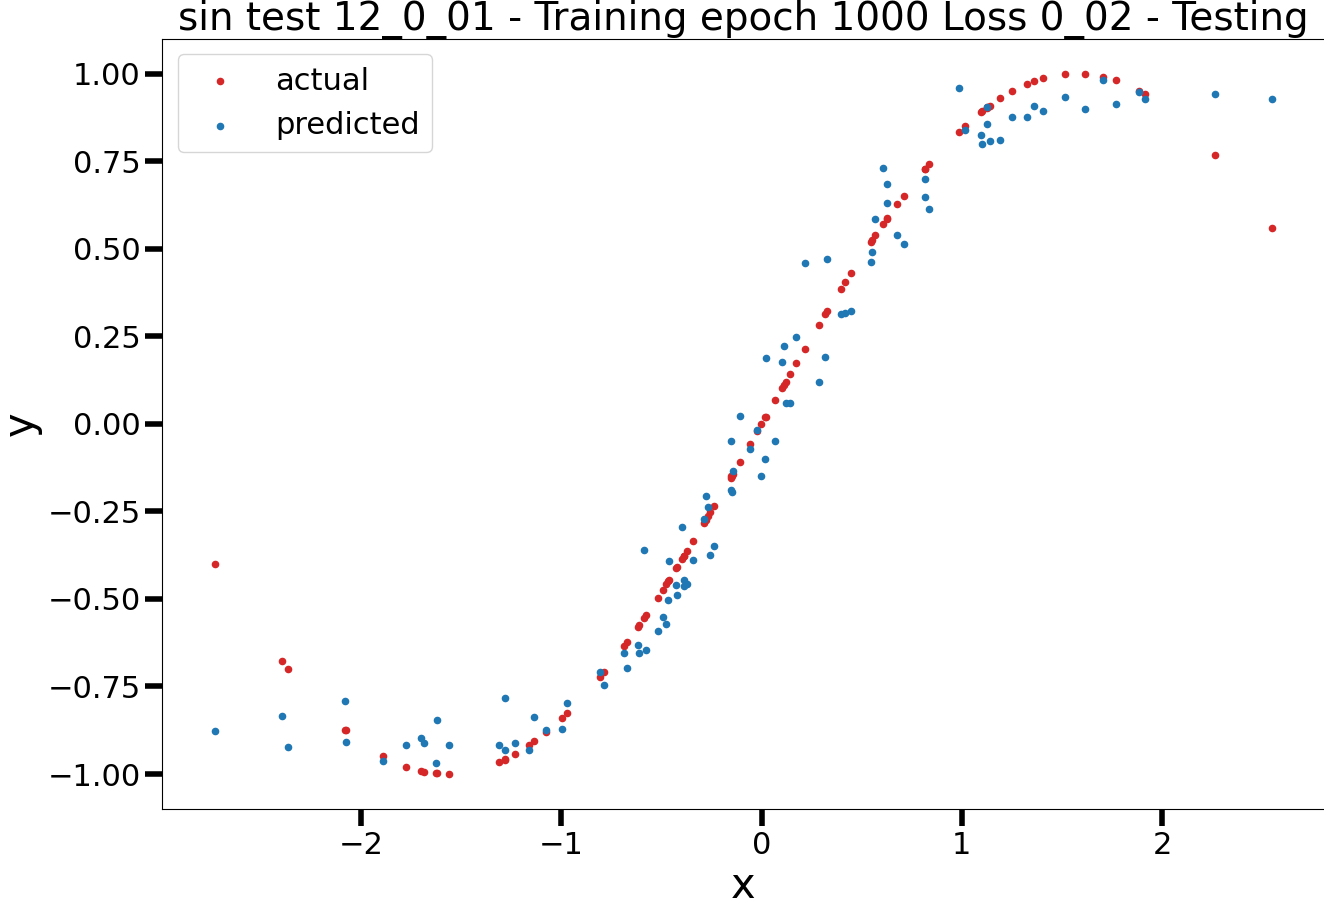 sin test 12_0_01 - Training epoch 1000 Loss 0_02 - Testing
actual
predicted
1.00
0.75
0.50
0.25
0.00
−0.25
−0.50
−0.75
−1.00
y
−2 −1 0 1 2
x